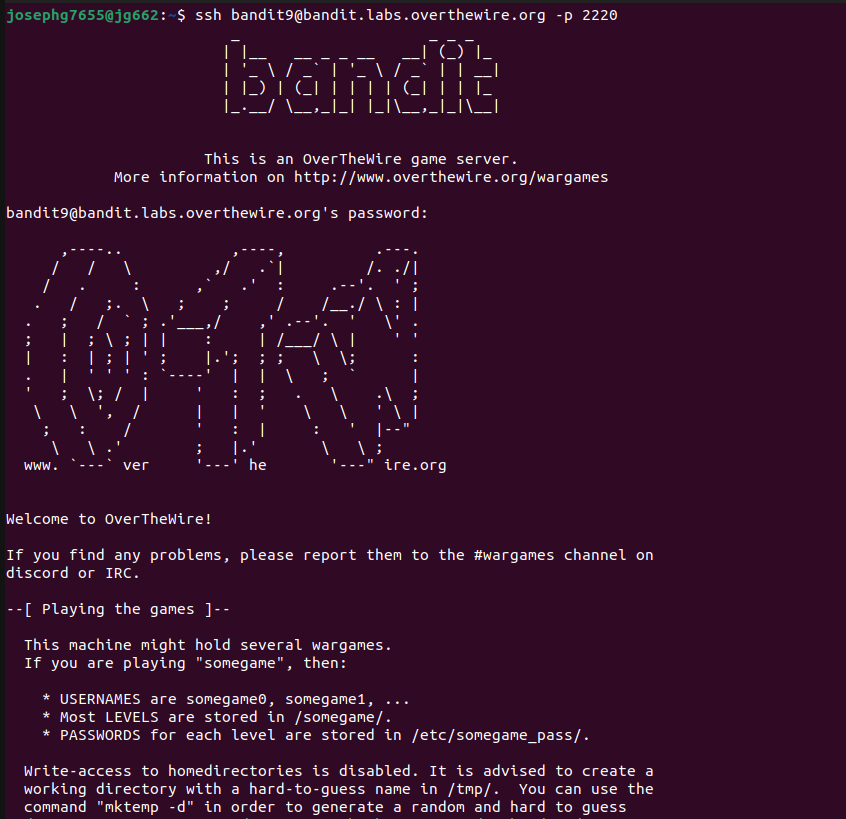 josephg7655@jg662:~$ ssh bandit9@bandit.labs.overthewire.org -p 2220
bandit
This is an OverTheWire game server.
More information on http://www.overthewire.org/wargames
bandit9@bandit.labs.overthewire.org's password:
www. ver he ire.org
Welcome to OverTheWire!
If you find any problems, please report them to the #wargames channel on
discord or IRC.
--[ Playing the games ]--
This machine might hold several wargames.
If you are playing "somegame", then:
* USERNAMES are somegame0, somegame1, ...
* Most LEVELS are stored in /somegame/.
* PASSWORDS for each level are stored in /etc/somegame_pass/.
Write-access to homedirectories is disabled. It is advised to create a
working directory with a hard-to-guess name in /tmp/. You can use the
command "mktemp -d" in order to generate a random and hard to guess